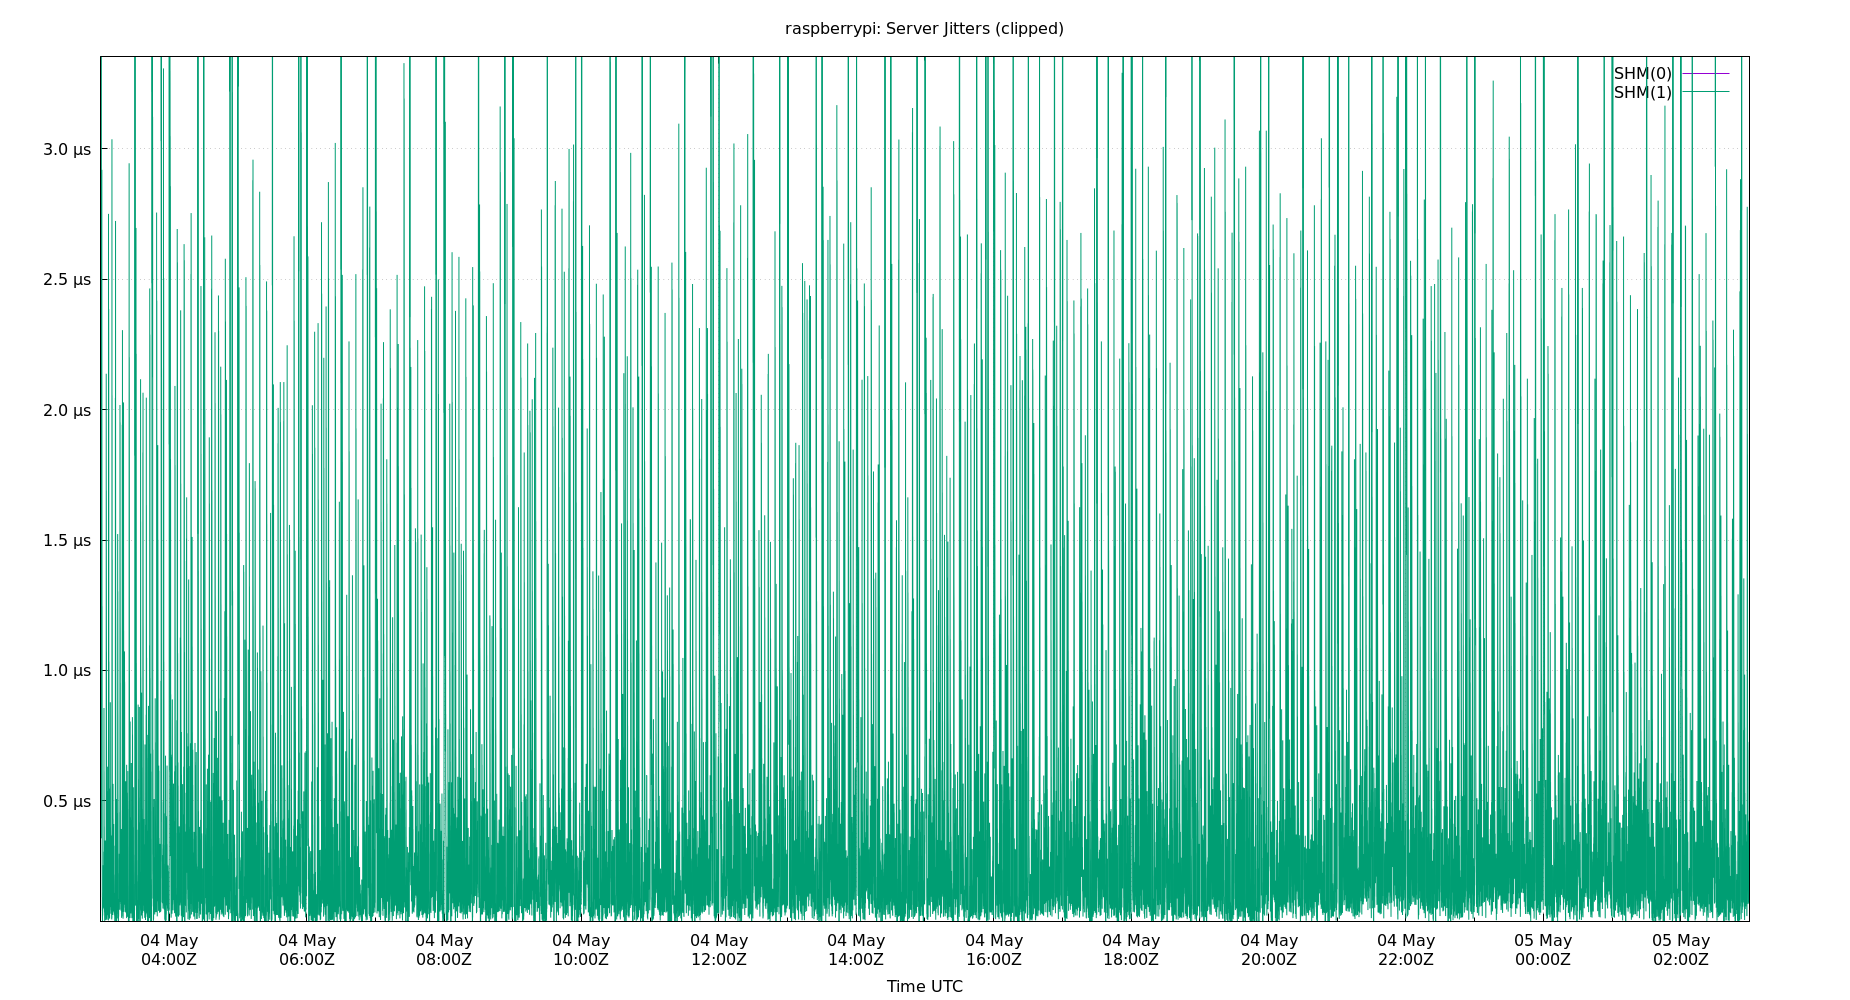 raspberrypi: Server Jitters (clipped)
SHM(0)
SHM(1)
3.0 µs
2.5 µs
2.0 µs
1.5 µs
1.0 µs
0.5 µs
04 May 04 May 04 May 04 May 04 May 04 May 04 May 04 May 04 May 04 May 05 May 05 May
04:00Z 06:00Z 08:00Z 10:00Z 12:00Z 14:00Z 16:00Z 18:00Z 20:00Z 22:00Z 00:00Z 02:00Z
Time UTC